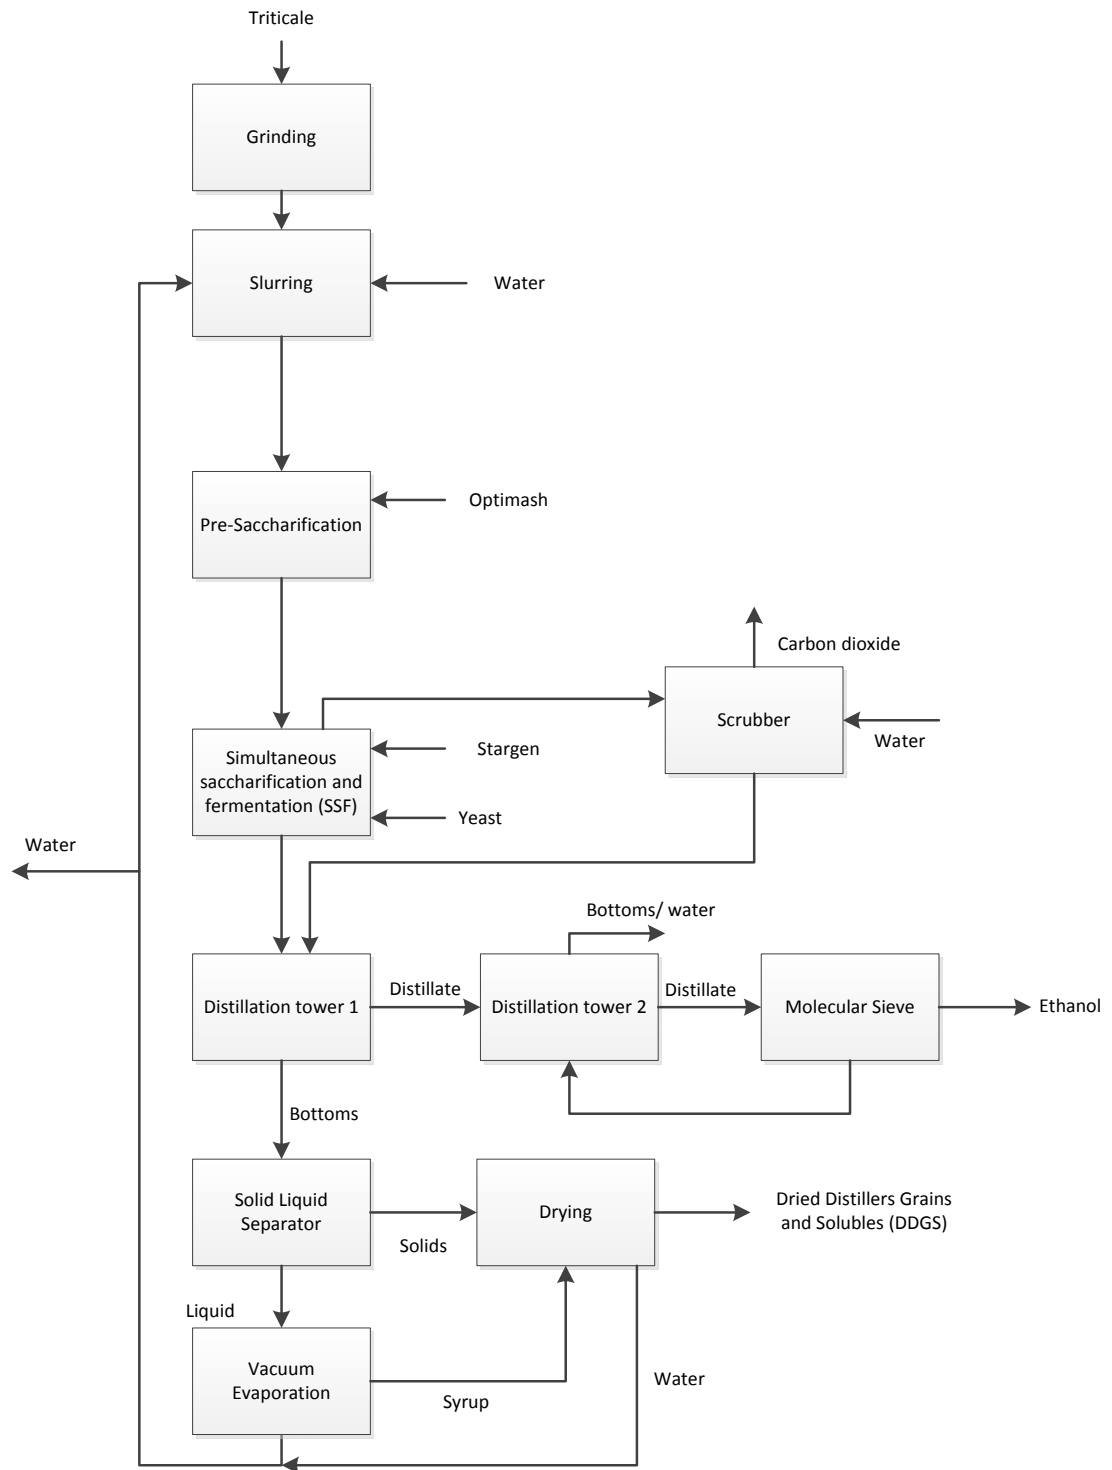 Triticale
Grinding
Slurring
Water
Optimash
Pre-Saccharification
Carbon dioxide
Scrubber
Water
Stargen
Simultaneous
saccharification and
fermentation (SSF)
Yeast
Water
Bottoms/ water
Distillation tower 1
Distillate
Distillation tower 2
Distillate
Molecular Sieve
Ethanol
Bottoms
Solid Liquid
Separator
Solids
Drying
Dried Distillers Grains
and Solubles (DDGS)
Liquid
Vacuum
Evaporation
Syrup
Water